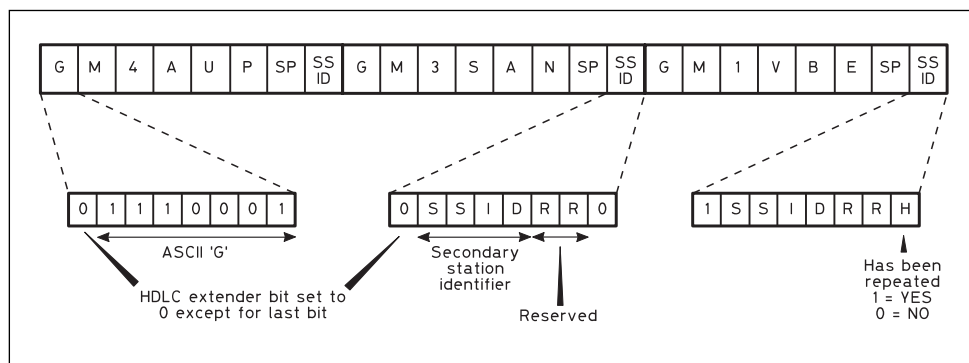 G M 4 A U P SP SS ID G M 3 S A N SP SS ID G M 1 V B E SP SS ID
0 1 1 1 0 0 0 1
0 S S I D R R 0
1 S S I D R R H
ASCII 'G'
Secondary
station
identifier
HDLC extender bit set to
0 except for last bit
Reserved
Has been
repeated
1 = YES
0 = NO